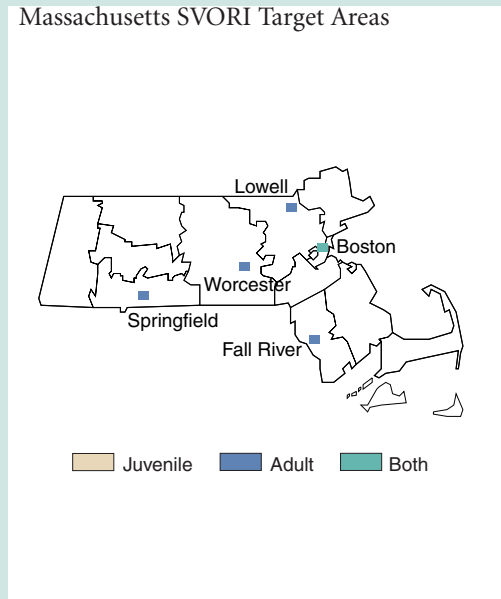 Massachusetts SVORI Target Areas
Lowell
Boston
Worcester
Springfield
Fall River
Juvenile Adult Both